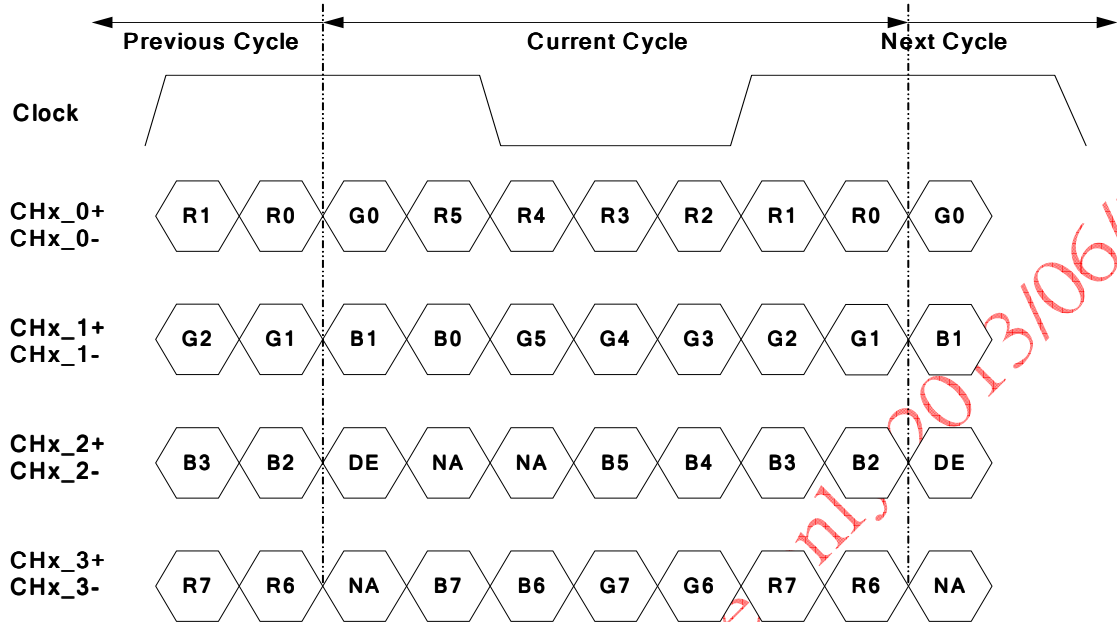 Previous Cycle Current Cycle Next Cycle
Clock
CHx_0+ R1 R0 G0 R5 R4 R3 R2 R1 R0 G0
CHx_0-
CHx_1+ G2 G1 B1 B0 G5 G4 G3 G2 G1 B1
CHx_1-
CHx_2+ B3 B2 DE NA NA B5 B4 B3 B2 DE
CHx_2-
CHx_3+ R7 R6 NA B7 B6 G7 G6 R7 R6 NA
CHx_3-
2013/06/